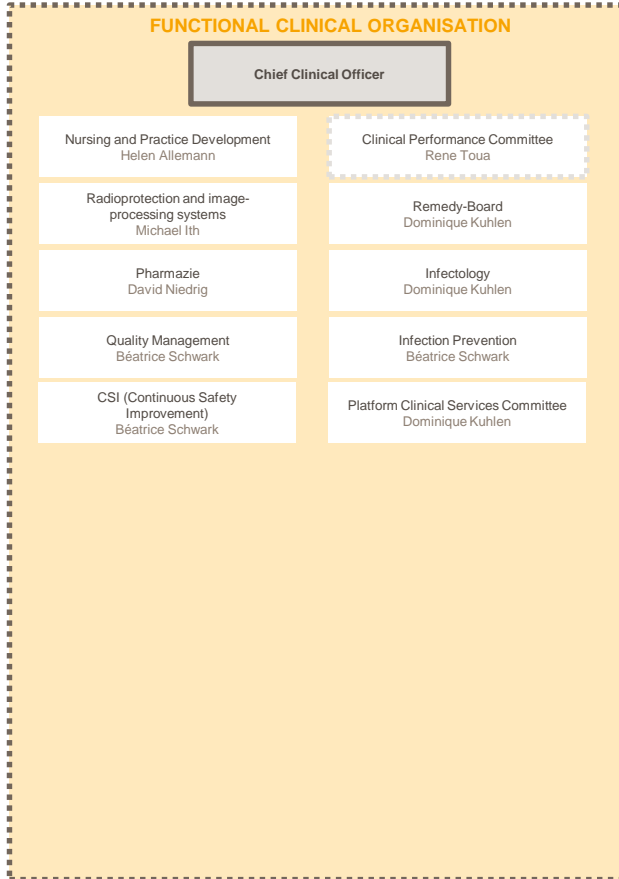 FUNCTIONAL CLINICAL ORGANISATION
Chief Clinical Officer
Nursing and Practice Development
Helen Allemann
Clinical Performance Committee
Rene Toua
Radioprotection and image-
processing systems
Michael Ith
Remedy-Board
Dominique Kuhlen
Pharmazie
David Niedrig
Infectology
Dominique Kuhlen
Quality Management
Béatrice Schwark
Infection Prevention
Béatrice Schwark
CSI (Continuous Safety
Improvement)
Béatrice Schwark
Platform Clinical Services Committee
Dominique Kuhlen